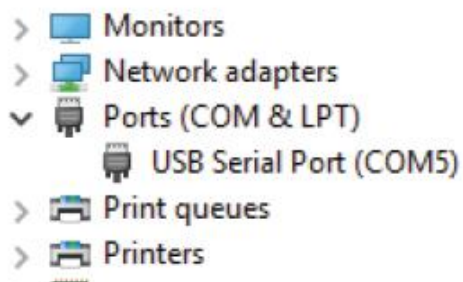 Monitors
Network adapters
Ports (COM & LPT)
USB Serial Port (COM5)
Print queues
Printers